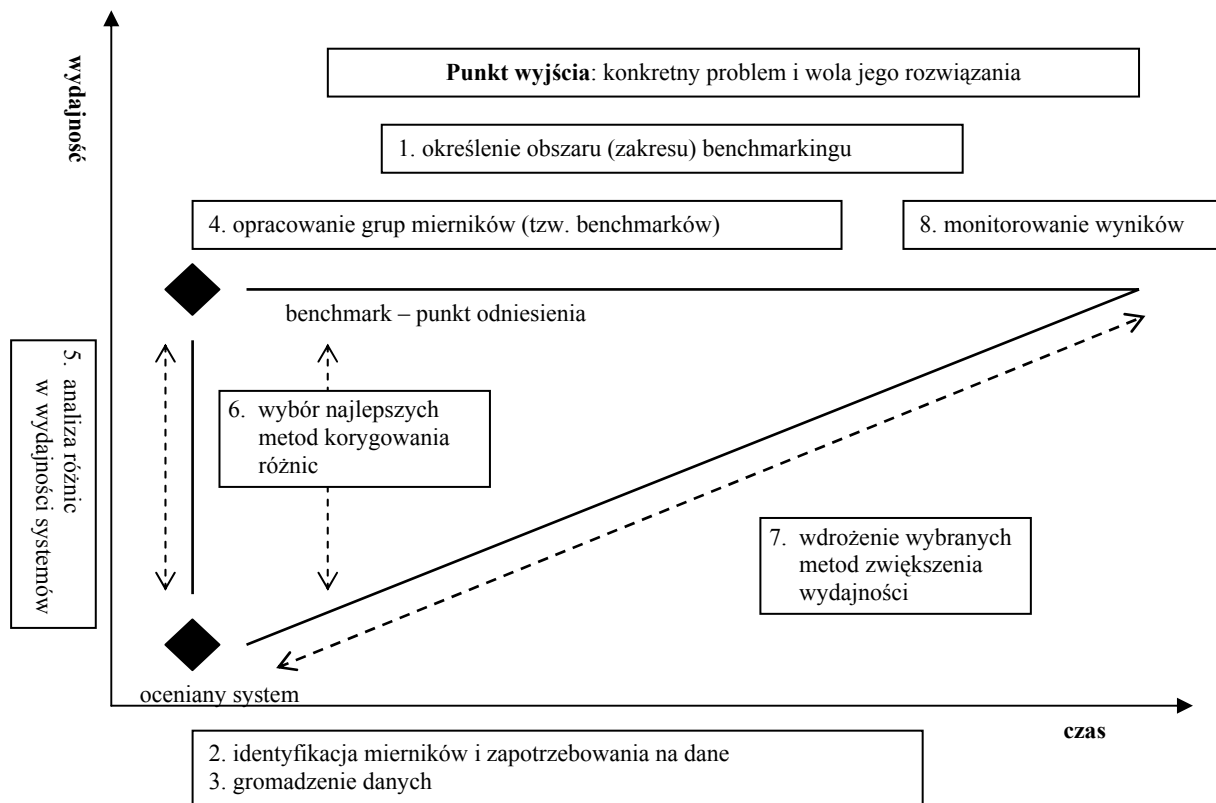 wydajność
Punkt wyjścia: konkretny problem i wola jego rozwiązania
1. określenie obszaru (zakresu) benchmarkingu
4. opracowanie grup mierników (tzw. benchmarków)
8. monitorowanie wyników
benchmark – punkt odniesienia
5. analiza różnic
w wydajności systemów
6. wybór najlepszych
metod korygowania
różnic
7. wdrożenie wybranych
metod zwiększenia
wydajności
oceniany system
czas
2. identyfikacja mierników i zapotrzebowania na dane
3. gromadzenie danych